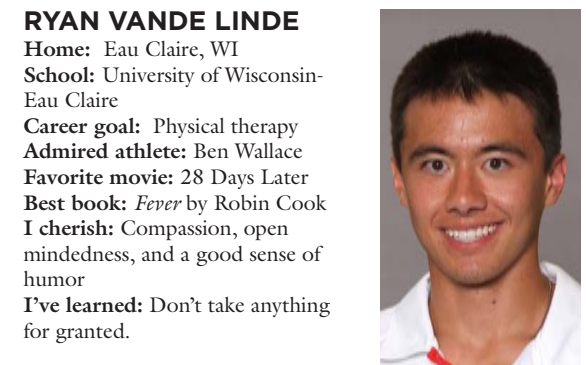 RYAN VANDE LINDE
Home: Eau Claire, WI
School: University of Wisconsin-
Eau Claire
Career goal: Physical therapy
Admired athlete: Ben Wallace
Favorite movie: 28 Days Later
Best book: Fever by Robin Cook
I cherish: Compassion, open
mindedness, and a good sense of
humor
I’ve learned: Don’t take anything
for granted.